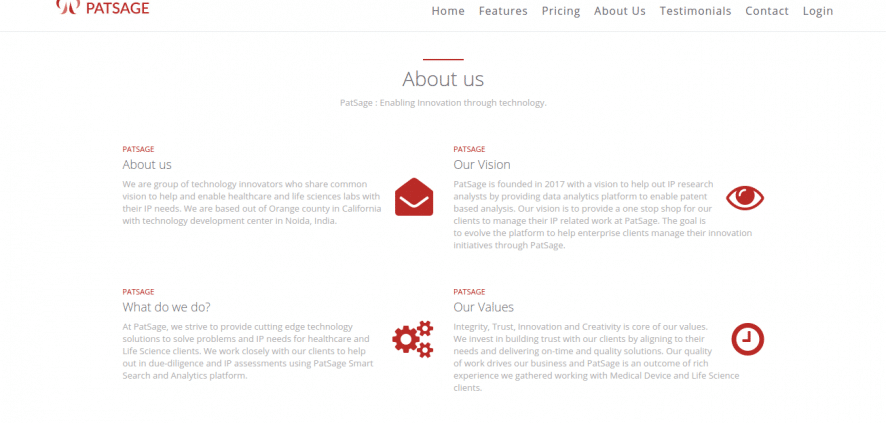 PATSAGE
Home Features Pricing About Us Testimonials Contact Login
About us
PatSage : Enabling Innovation through technology.
PATSAGE
About us
We are group of technology innovators who share common
vision to help and enable healthcare and life sciences labs with
their IP needs. We are based out of Orange county in California
with technology development center in Noida, India.
PATSAGE
Our Vision
PatSage is founded in 2017 with a vision to help out IP research
analysts by providing data analytics platform to enable patent
based analysis. Our vision is to provide a one stop shop for our
clients to manage their IP related work at PatSage. The goal is
to evolve the platform to help enterprise clients manage their innovation
initiatives through PatSage.
PATSAGE
What do we do?
At PatSage, we strive to provide cutting edge technology
solutions to solve problems and IP needs for healthcare and
Life Science clients. We work closely with our clients to help
out in due-diligence and IP assessments using PatSage Smart
Search and Analytics platform.
PATSAGE
Our Values
Integrity, Trust, Innovation and Creativity is core of our values.
We invest in building trust with our clients by aligning to their
needs and delivering on-time and quality solutions. Our quality
of work drives our business and PatSage is an outcome of rich
experience we gathered working with Medical Device and Life Science
clients.